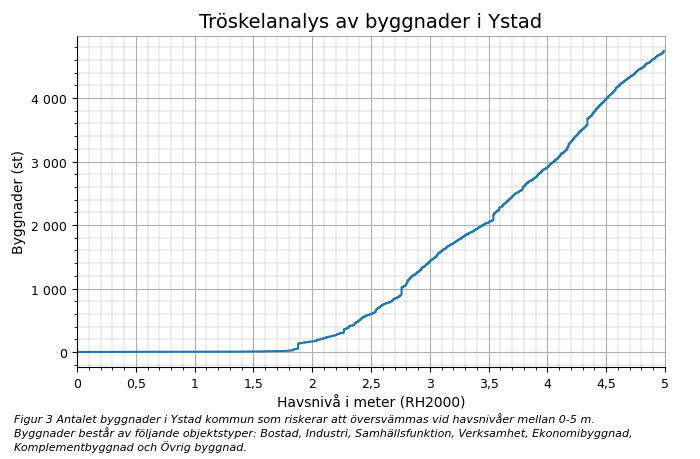 Tröskelanalys av byggnader i Ystad
Byggnader (st)
4 000
3 000
2 000
1 000
0
0 0,5 1 1,5 2 2,5 3 3,5 4 4,5 5
Havsnivå i meter (RH2000)
Figur 3 Antalet byggnader i Ystad kommun som riskerar att översvämmas vid havsnivåer mellan 0-5 m.
Byggnader består av följande objektstyper: Bostad, Industri, Samhällsfunktion, Verksamhet, Ekonomibyggnad,
Komplementbyggnad och Övrig byggnad.